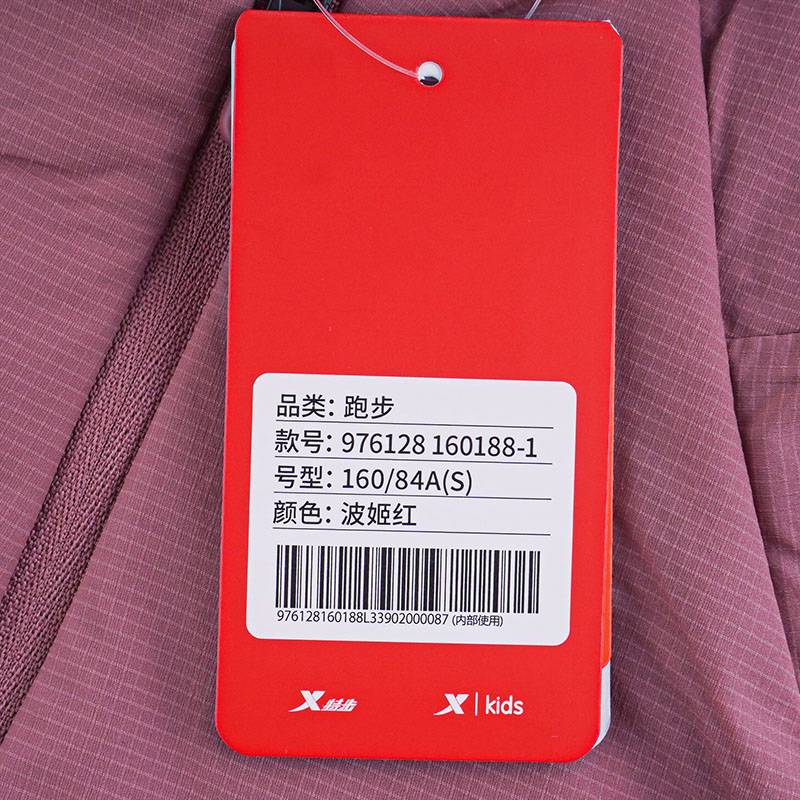 品类：跑步
款号：976128 160188-1
号型：160/84A(S)
颜色：波姬红
976128160188L33902000087 (内部使用)
X 特步
X | kids